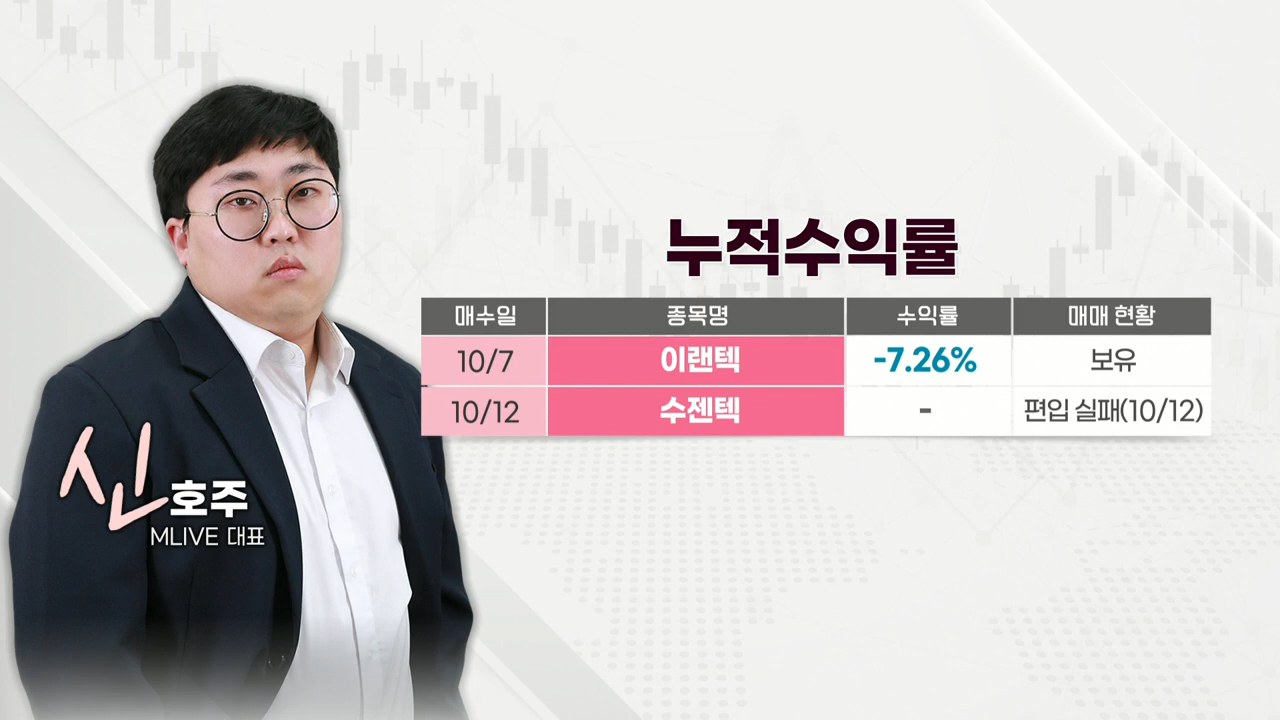 누적수익률
매수일 종목명 수익률 매매 현황
10/7 이랜텍 -7.26% 보유
10/12 수젠텍 - 편입 실패(10/12)
신호주
MLIVE 대표